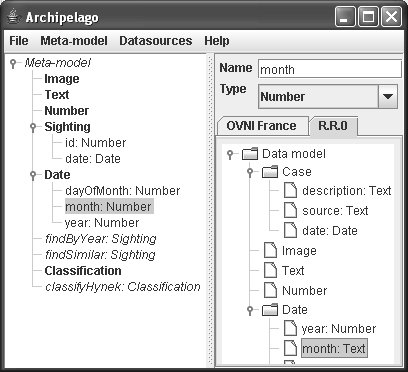 Archipelago
File Meta-model Datasources Help
Meta-model
Image
Text
Number
Sighting
id: Number
date: Date
Date
dayOfMonth: Number
month: Number
year: Number
findByYear: Sighting
findSimilar: Sighting
Classification
classifyHynek: Classification
Name month
Type Number
OVNI France R.R.0
Data model
Case
description: Text
source: Text
date: Date
Image
Text
Number
Date
year: Number
month: Text